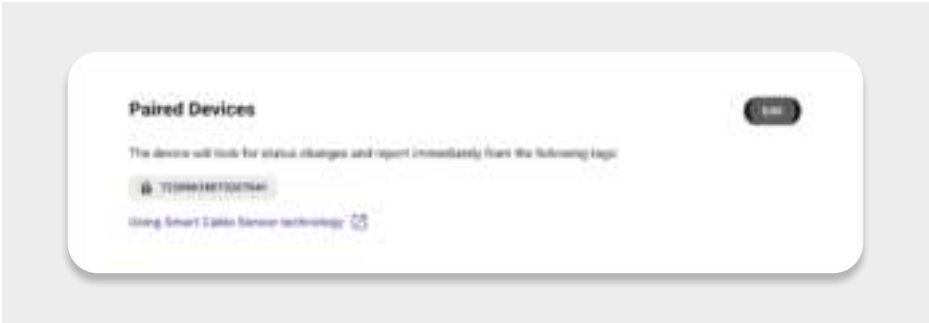 Paired Devices
Edit
The device will look for status changes and report immediately from the following tags:
Using Smart Cable Sensor technology